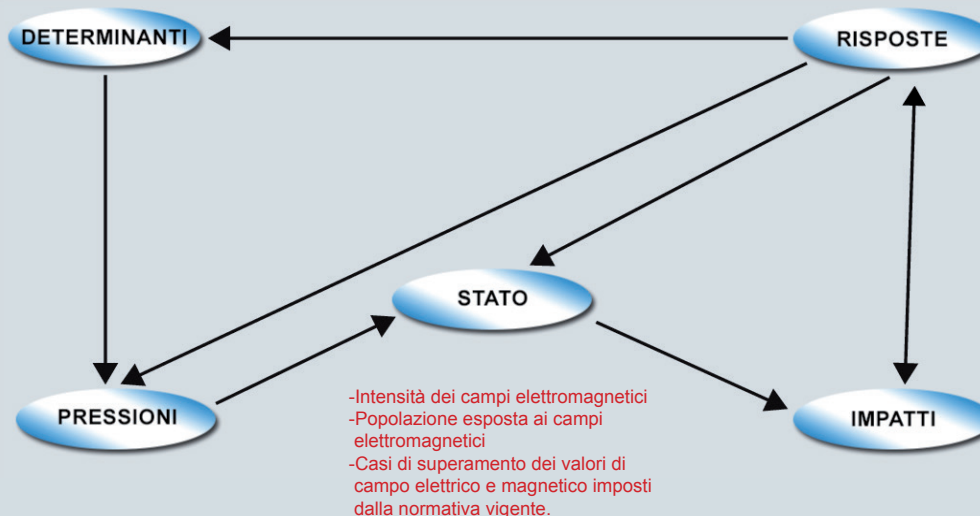 DETERMINANTI
RISPOSTE
STATO
PRESSIONI
IMPATTI
-Intensità dei campi elettromagnetici
-Popolazione esposta ai campi
elettromagnetici
-Casi di superamento dei valori di
campo elettrico e magnetico imposti
dalla normativa vigente.